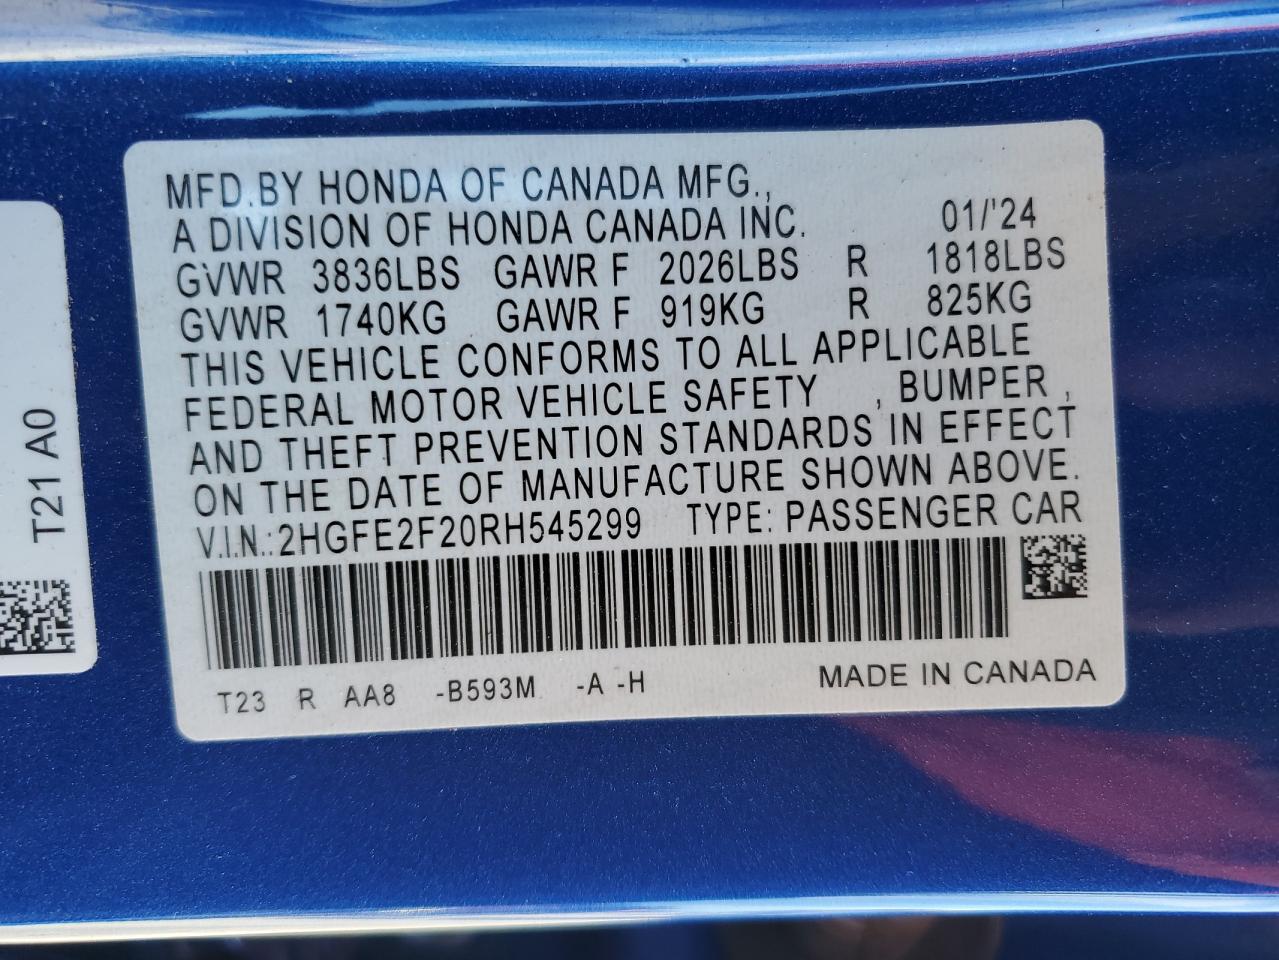 MFD.BY HONDA OF CANADA MFG.,
A DIVISION OF HONDA CANADA INC. 01/'24
GVWR 3836LBS GAWR F 2026LBS R 1818LBS
GVWR 1740KG GAWR F 919KG R 825KG
THIS VEHICLE CONFORMS TO ALL APPLICABLE
FEDERAL MOTOR VEHICLE SAFETY , BUMPER ,
AND THEFT PREVENTION STANDARDS IN EFFECT
ON THE DATE OF MANUFACTURE SHOWN ABOVE.
V.I.N.:2HGFE2F20RH545299 TYPE: PASSENGER CAR
T23 R AA8 -B593M -A -H MADE IN CANADA
T21 A0